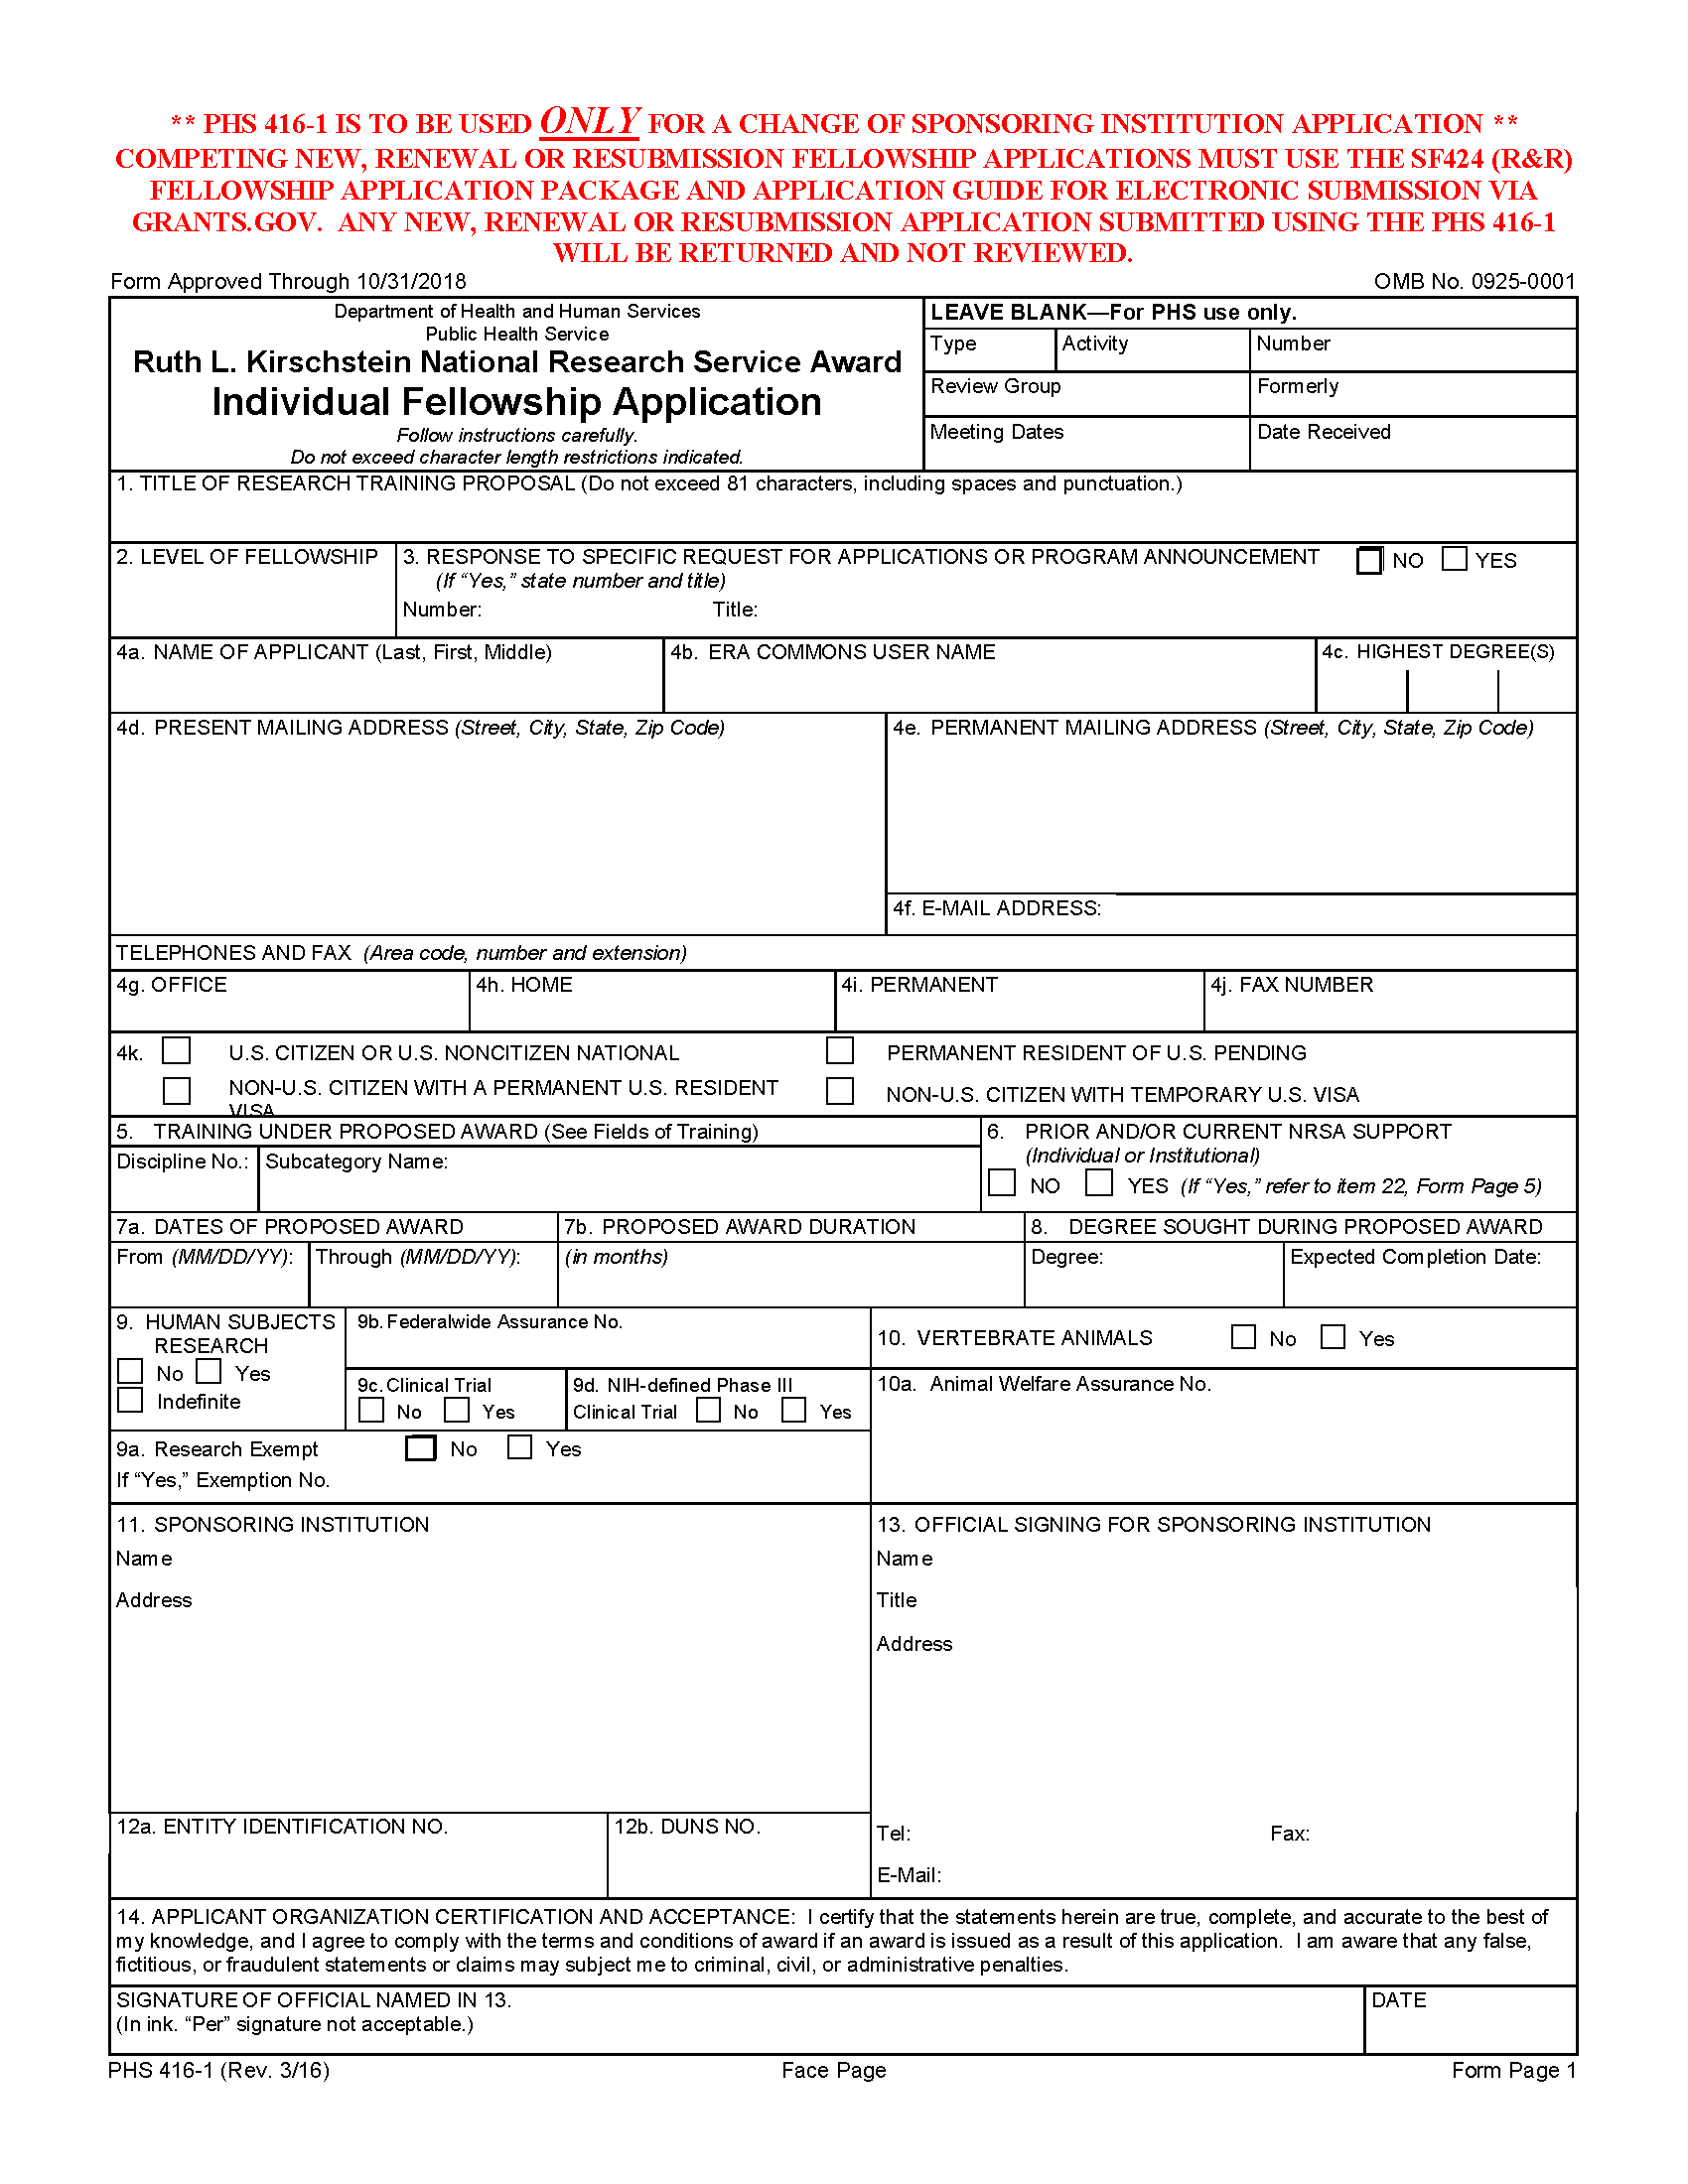 ** PHS 416-1 IS TO BE USED ONLY FOR A CHANGE OF SPONSORING INSTITUTION APPLICATION **
COMPETING NEW, RENEWAL OR RESUBMISSION FELLOWSHIP APPLICATIONS MUST USE THE SF424 (R&R)
FELLOWSHIP APPLICATION PACKAGE AND APPLICATION GUIDE FOR ELECTRONIC SUBMISSION VIA
GRANTS.GOV. ANY NEW, RENEWAL OR RESUBMISSION APPLICATION SUBMITTED USING THE PHS 416-1
WILL BE RETURNED AND NOT REVIEWED.
Form Approved Through 10/31/2018 OMB No. 0925-0001
Department of Health and Human Services
Public Health Service
Ruth L. Kirschstein National Research Service Award
Individual Fellowship Application
Follow instructions carefully.
Do not exceed character length restrictions indicated.
LEAVE BLANK—For PHS use only.
Type Activity Number
Review Group Formerly
Meeting Dates Date Received
1. TITLE OF RESEARCH TRAINING PROPOSAL (Do not exceed 81 characters, including spaces and punctuation.)
2. LEVEL OF FELLOWSHIP
3. RESPONSE TO SPECIFIC REQUEST FOR APPLICATIONS OR PROGRAM ANNOUNCEMENT NO YES
(If “Yes,” state number and title)
Number: Title:
4a. NAME OF APPLICANT (Last, First, Middle) 4b. ERA COMMONS USER NAME 4c. HIGHEST DEGREE(S)
4d. PRESENT MAILING ADDRESS (Street, City, State, Zip Code) 4e. PERMANENT MAILING ADDRESS (Street, City, State, Zip Code)
4f. E-MAIL ADDRESS:
TELEPHONES AND FAX (Area code, number and extension)
4g. OFFICE 4h. HOME 4i. PERMANENT 4j. FAX NUMBER
4k. U.S. CITIZEN OR U.S. NONCITIZEN NATIONAL PERMANENT RESIDENT OF U.S. PENDING
NON-U.S. CITIZEN WITH A PERMANENT U.S. RESIDENT
VISA
NON-U.S. CITIZEN WITH TEMPORARY U.S. VISA
5. TRAINING UNDER PROPOSED AWARD (See Fields of Training)
Discipline No.: Subcategory Name:
6. PRIOR AND/OR CURRENT NRSA SUPPORT
(Individual or Institutional)
NO YES (If “Yes,” refer to item 22, Form Page 5)
7a. DATES OF PROPOSED AWARD 7b. PROPOSED AWARD DURATION 8. DEGREE SOUGHT DURING PROPOSED AWARD
From (MM/DD/YY): Through (MM/DD/YY): (in months) Degree: Expected Completion Date:
9. HUMAN SUBJECTS
RESEARCH
No Yes
Indefinite
9b. Federalwide Assurance No.
9c. Clinical Trial
No Yes
9d. NIH-defined Phase III
Clinical Trial No Yes
10. VERTEBRATE ANIMALS No Yes
10a. Animal Welfare Assurance No.
9a. Research Exempt No Yes
If “Yes,” Exemption No.
11. SPONSORING INSTITUTION
Name
Address
13. OFFICIAL SIGNING FOR SPONSORING INSTITUTION
Name
Title
Address
12a. ENTITY IDENTIFICATION NO. 12b. DUNS NO.
Tel: Fax:
E-Mail:
14. APPLICANT ORGANIZATION CERTIFICATION AND ACCEPTANCE: I certify that the statements herein are true, complete, and accurate to the best of
my knowledge, and I agree to comply with the terms and conditions of award if an award is issued as a result of this application. I am aware that any false,
fictitious, or fraudulent statements or claims may subject me to criminal, civil, or administrative penalties.
SIGNATURE OF OFFICIAL NAMED IN 13. DATE
(In ink. “Per” signature not acceptable.)
PHS 416-1 (Rev. 3/16) Face Page Form Page 1